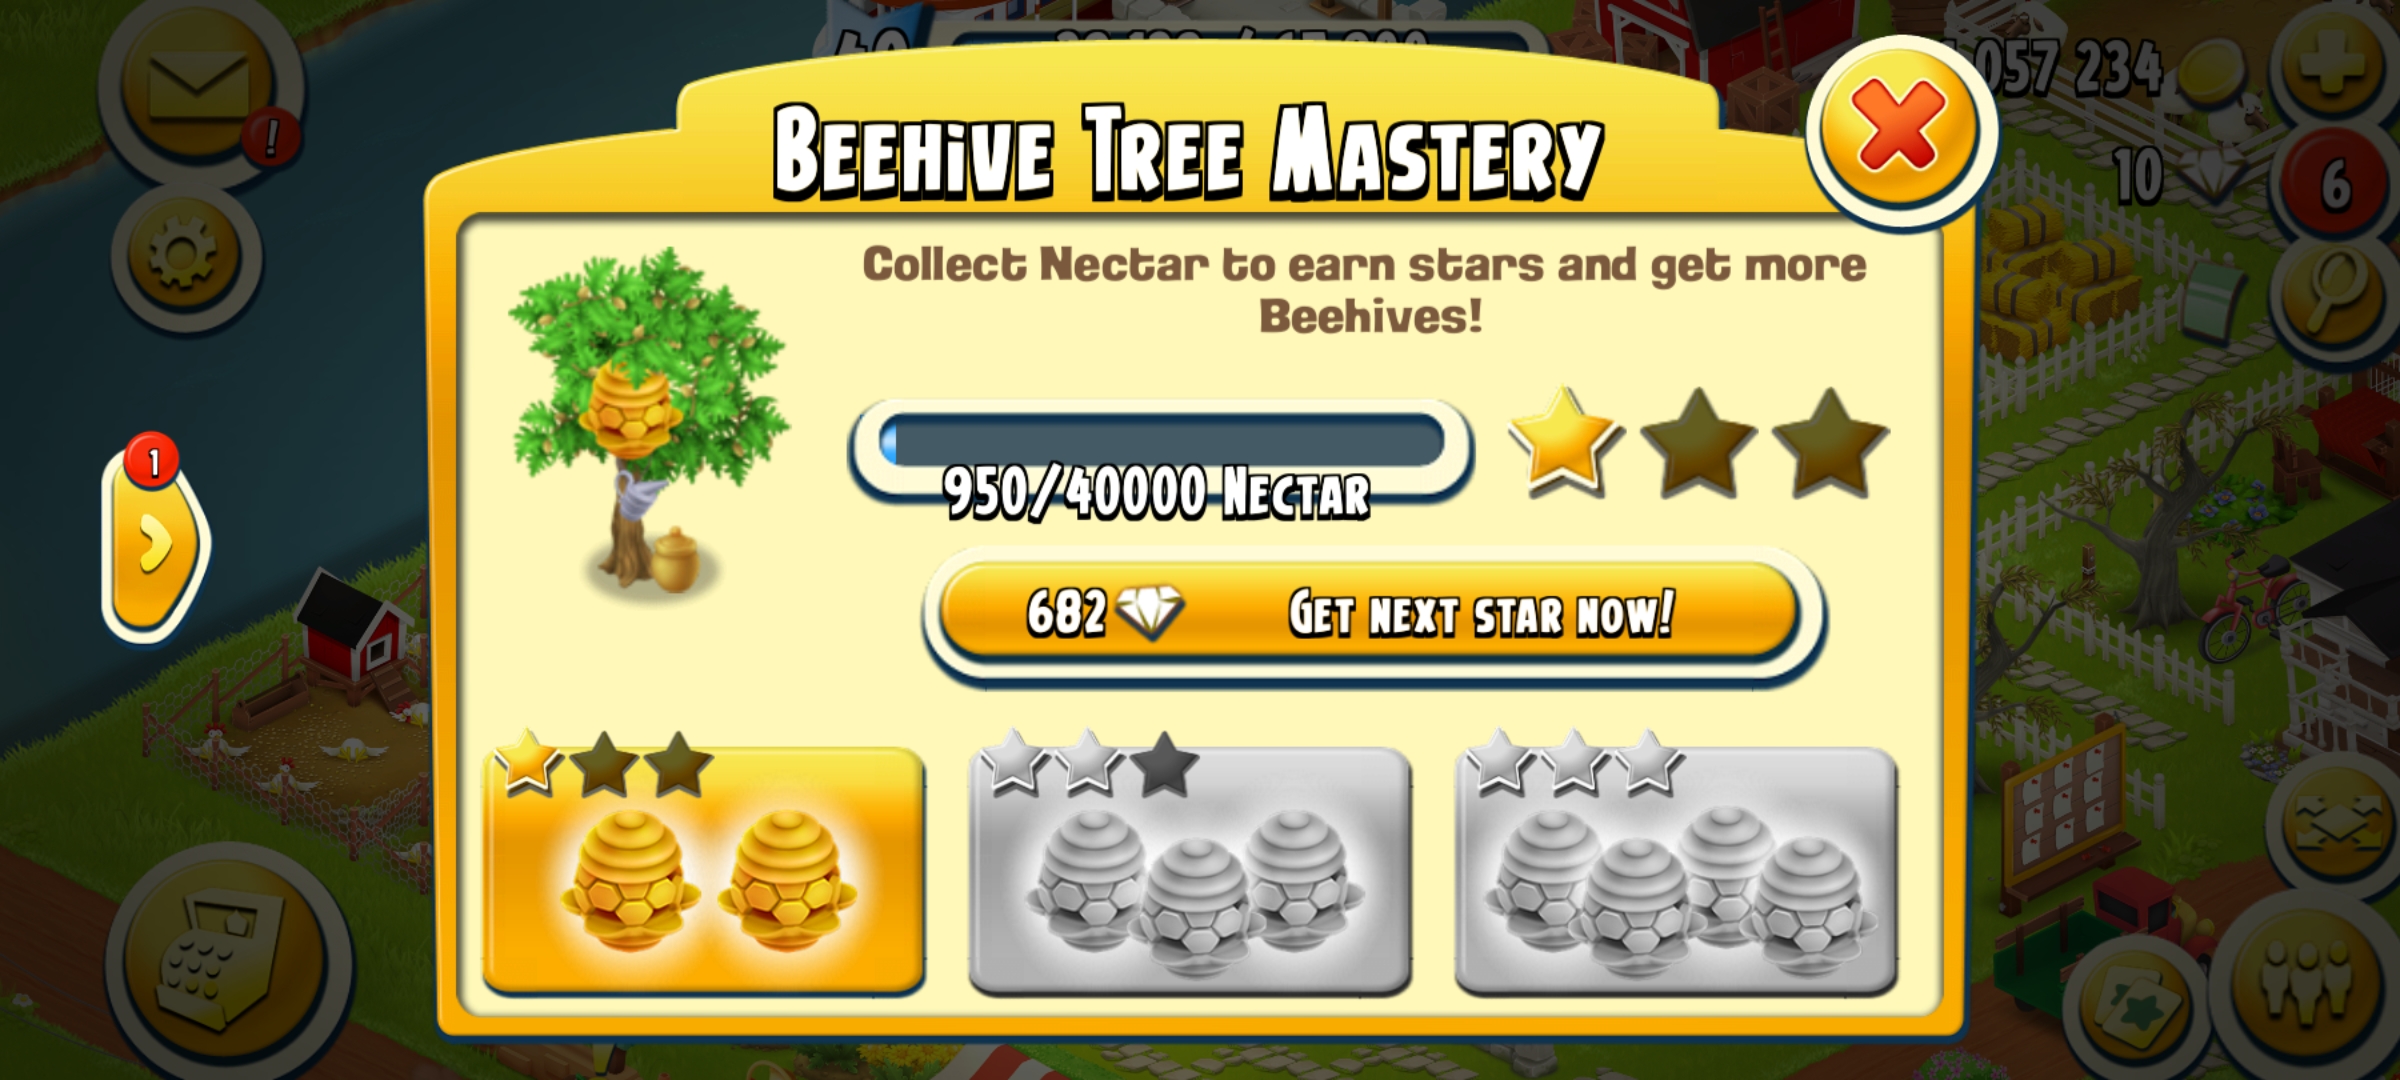 !
057 234
10
6
BEEHiVE TREE MASTERY
Collect Nectar to earn stars and get more
Beehives!
1
950/40000 NECTAR
682 GET NEXT STAR NOW!